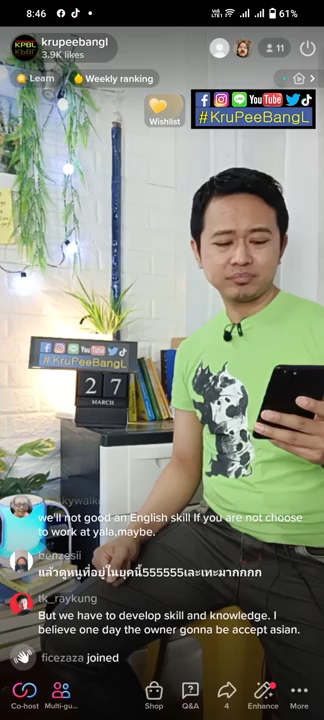 8:46
61%
KPBL
krupeebangl
3.9K likes
11
Learn
Weekly ranking
Wishlist
YouTube
#KruPeeBangL
YouTube
#KruPeeBangL
27
MARCH
we'll not good an English skill If you are not choose
to work at yala,maybe.
benzesii
แล้วดุหนูที่อยู่ในยุคนี้555555เละเทะมากกกก
tk_raykung
But we have to develop skill and knowledge. I
believe one day the owner gonna be accept asian.
ficezaza joined
Co-host
Multi-gu...
Shop
Q&A
4
Enhance
More